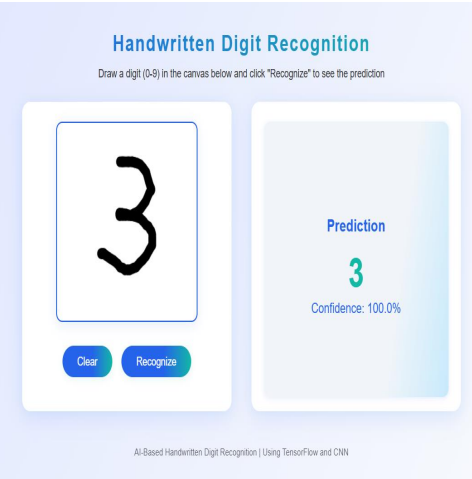 Handwritten Digit Recognition
Draw a digit (0-9) in the canvas below and click "Recognize" to see the prediction
3
Clear
Recognize
Prediction
3
Confidence: 100.0%
AI-Based Handwritten Digit Recognition | Using TensorFlow and CNN